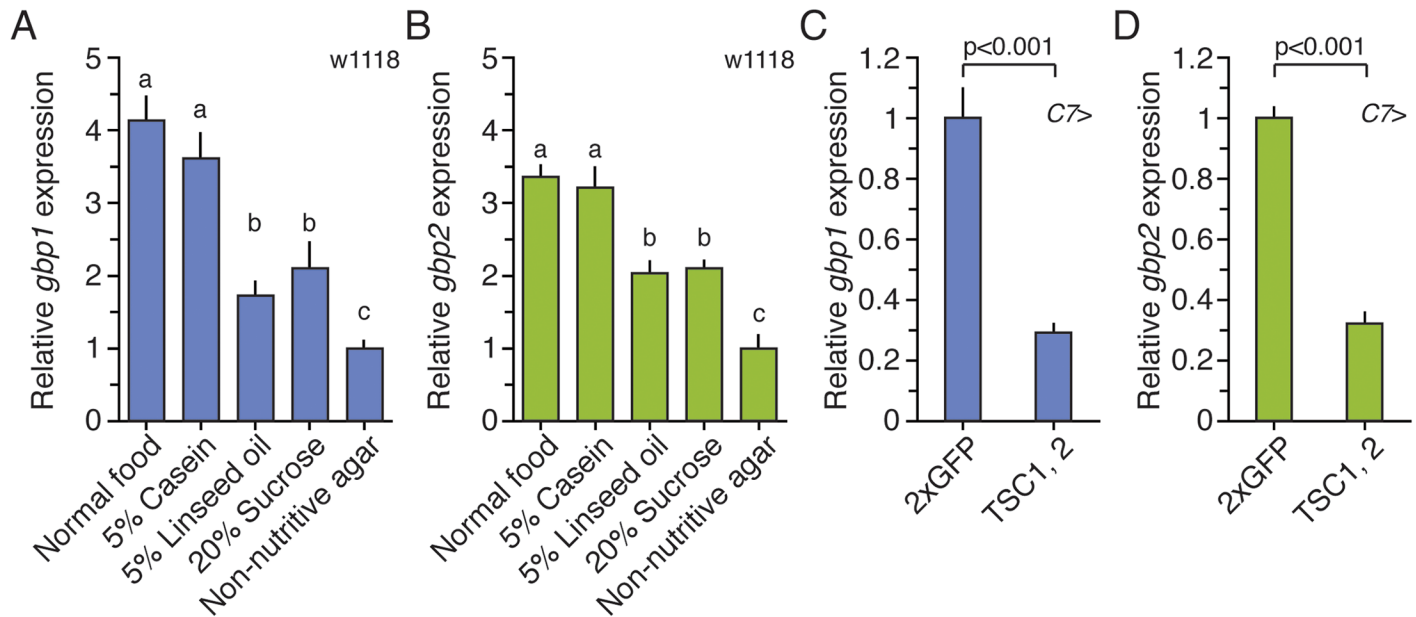 A
Relative gbp1 expression
5
4
3
2
1
0
w1118
a
a
b
b
c
Normal food
5% Casein
5% Linseed oil
20% Sucrose
Non-nutritive agar
B
Relative gbp2 expression
5
4
3
2
1
0
w1118
a
a
b
b
c
Normal food
5% Casein
5% Linseed oil
20% Sucrose
Non-nutritive agar
C
Relative gbp1 expression
1.2
1
0.8
0.6
0.4
0.2
0
p<0.001
C7>
2xGFP
TSC1, 2
D
Relative gbp2 expression
1.2
1
0.8
0.6
0.4
0.2
0
p<0.001
C7>
2xGFP
TSC1, 2